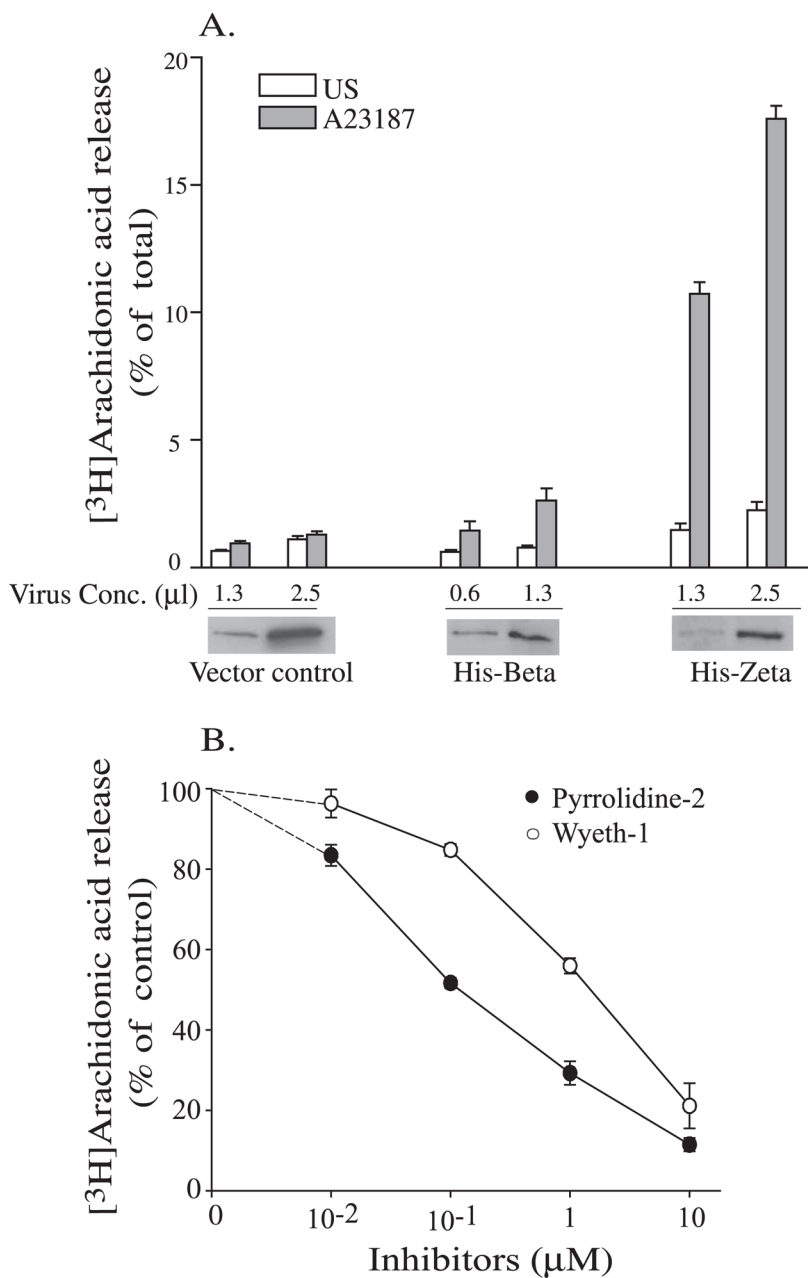 A.
[³H]Arachidonic acid release
(% of total)
20
15
10
5
0
US
A23187
Virus Conc. (µl)
1.3 2.5 0.6 1.3 1.3 2.5
Vector control His-Beta His-Zeta
B.
[³H]Arachidonic acid release
(% of control)
100
80
60
40
20
0
Pyrrolidine-2
Wyeth-1
0 10⁻² 10⁻¹ 1 10
Inhibitors (µM)